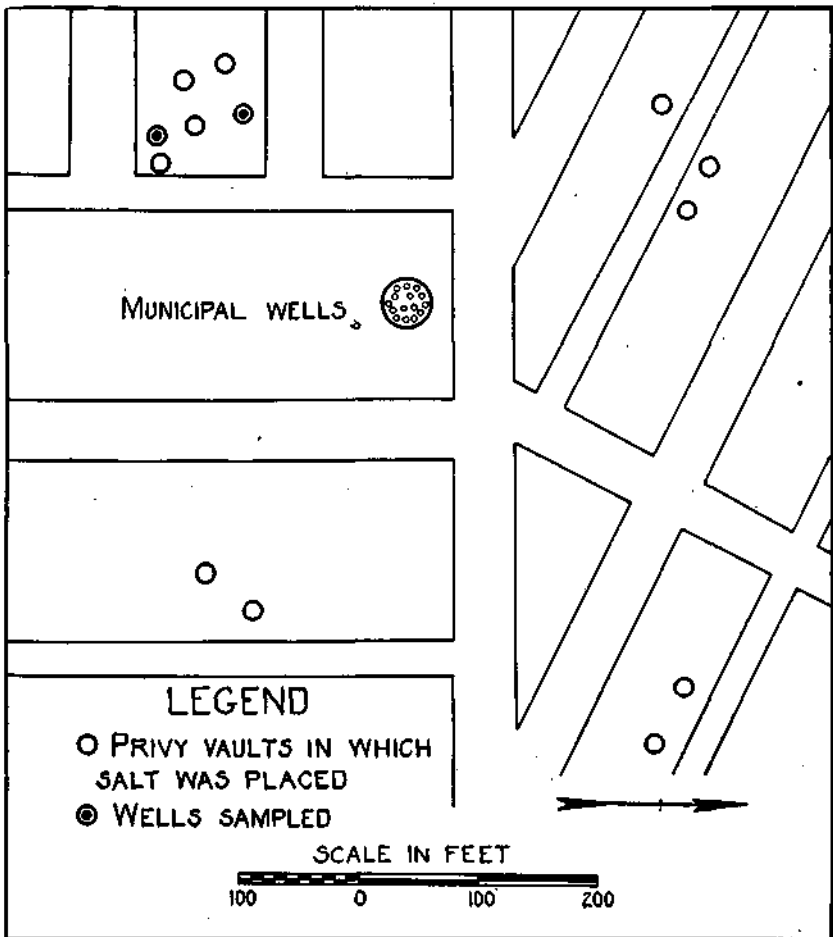 MUNICIPAL WELLS
LEGEND
PRIVY VAULTS IN WHICH
SALT WAS PLACED
WELLS SAMPLED
SCALE IN FEET
100 0 100 200